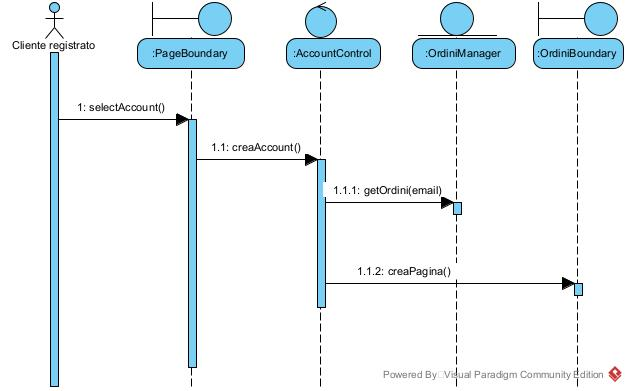 Cliente registrato
:PageBoundary
:AccountControl
:OrdiniManager
:OrdiniBoundary
1: selectAccount()
1.1: creaAccount()
1.1.1: getOrdini(email)
1.1.2: creaPagina()
Powered By Visual Paradigm Community Edition